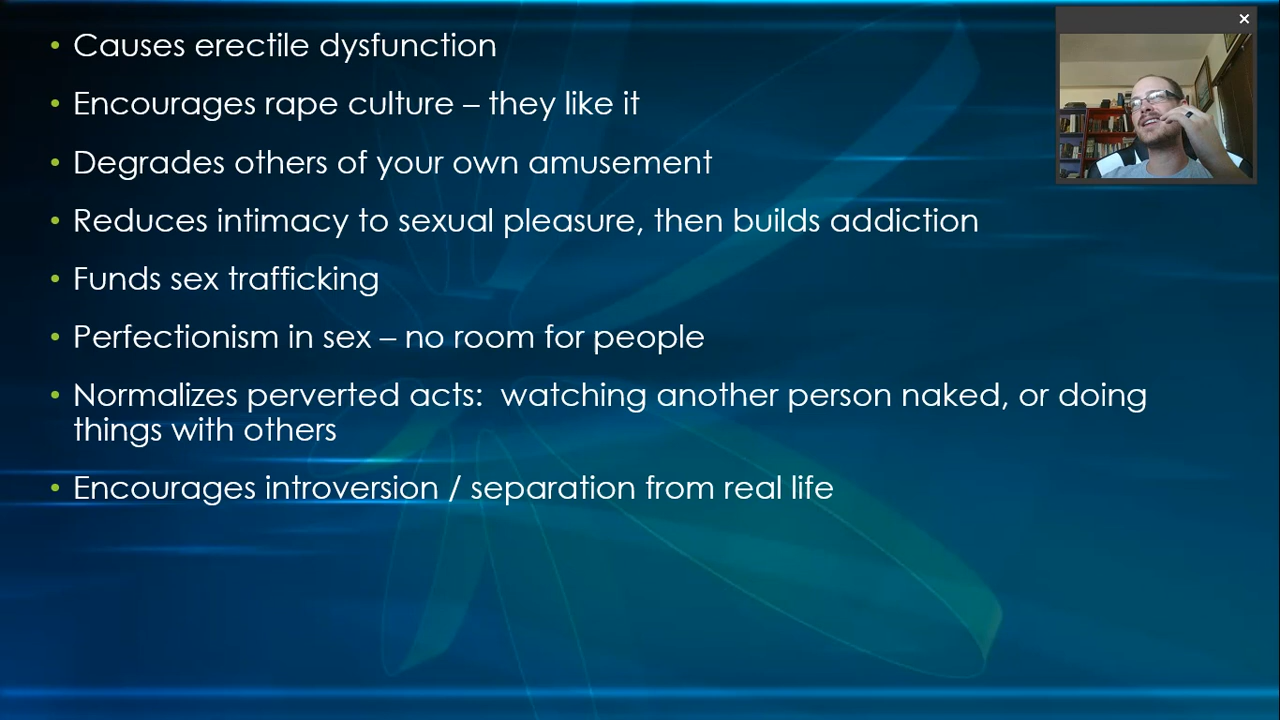 • Causes erectile dysfunction
• Encourages rape culture – they like it
• Degrades others of your own amusement
• Reduces intimacy to sexual pleasure, then builds addiction
• Funds sex trafficking
• Perfectionism in sex – no room for people
• Normalizes perverted acts:  watching another person naked, or doing
things with others
• Encourages introversion / separation from real life